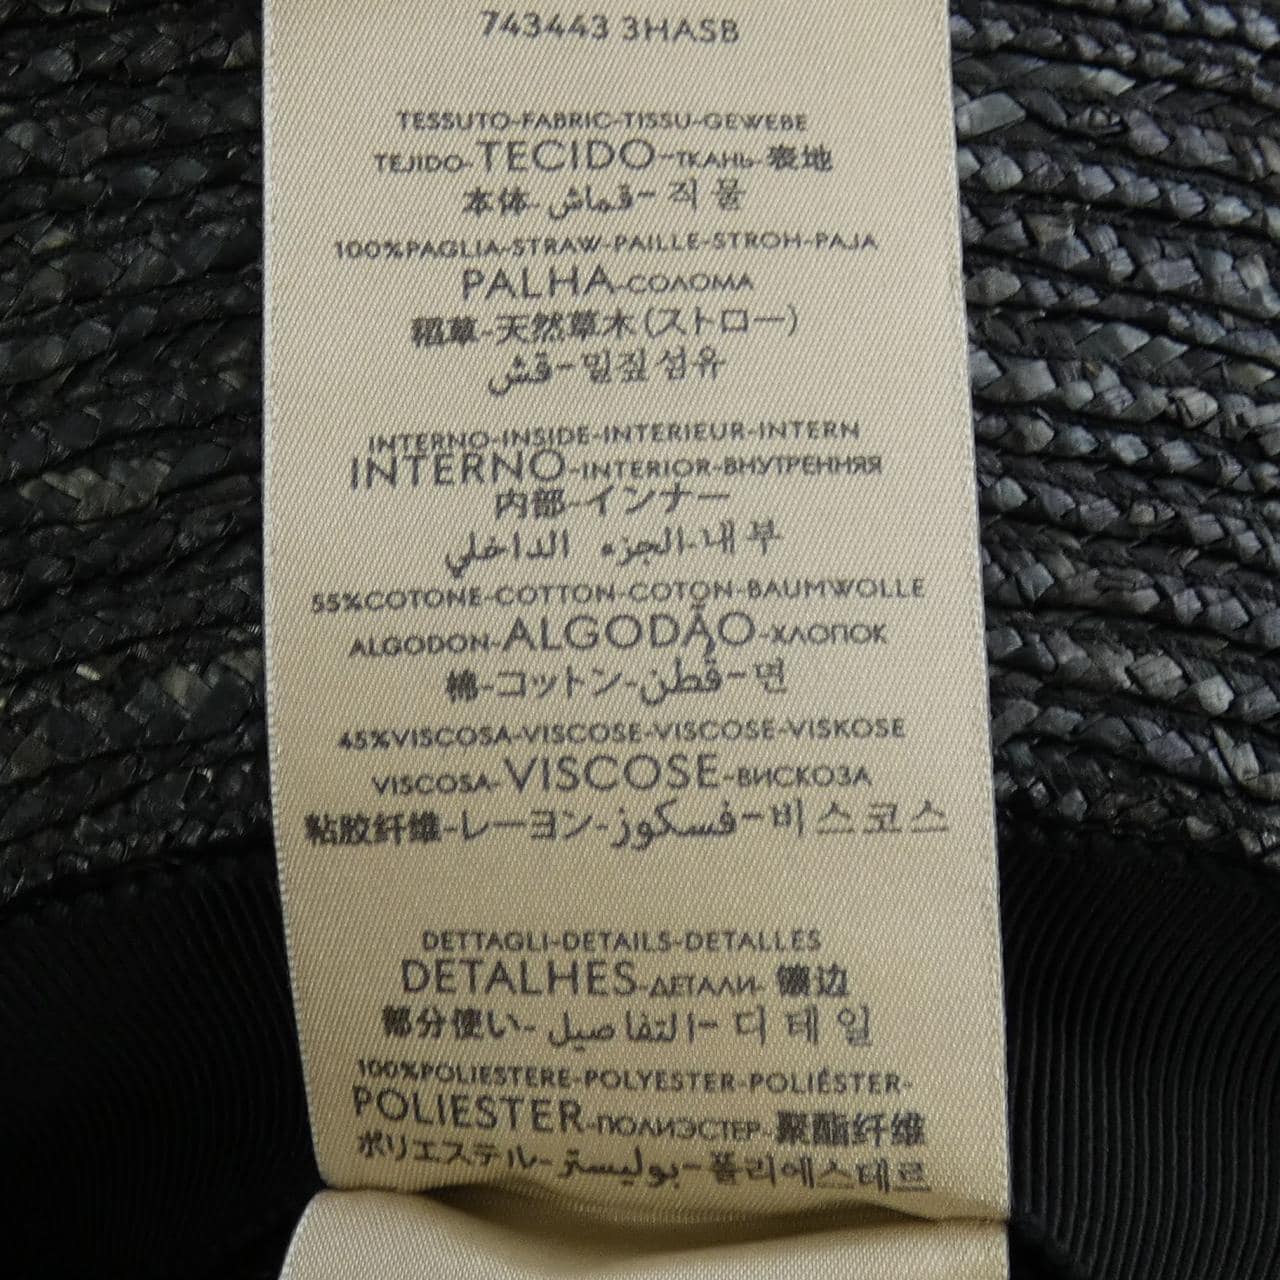 743443 3HASB
TESSUTO-FABRIC-TISSU-GEWEBE
TEJIDO-TECIDO-ТКАНЬ-表地
本体-قماش-직물
100%PAGLIA-STRAW-PAILLE-STROH-PAJA
PALHA-СОЛОМА
稻草-天然草木(ストロー)
قش-밀짚섬유
INTERNO-INSIDE-INTERIEUR-INTERN
INTERNO-INTERIOR-ВНУТРЕННЯЯ
内部-インナー
الجزء الداخلي-내부
55%COTONE-COTTON-COTON-BAUMWOLLE
ALGODON-ALGODÃO-ХЛОПОК
棉-コットン-قطن-면
45%VISCOSA-VISCOSE-VISCOSE-VISKOSE
VISCOSA-VISCOSE-ВИСКОЗА
粘胶纤维-レーヨン-فسكوز-비스코스
DETTAGLI-DETAILS-DETALLES
DETALHES-ДЕТАЛИ-镶边
部分使い-التفاصيل-디테일
100%POLIESTERE-POLYESTER-POLIÉSTER-
POLIESTER-ПОЛИЭСТЕР-聚酯纤维
ポリエステル-بوليستر-폴리에스테르